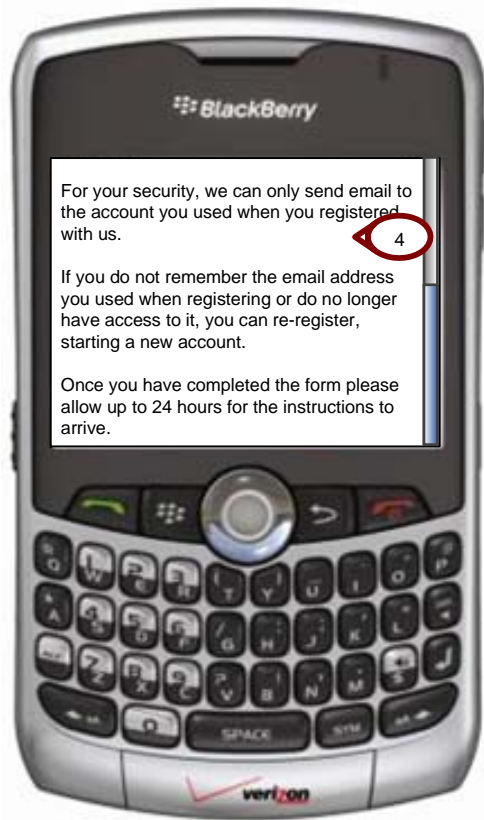 BlackBerry
For your security, we can only send email to
the account you used when you registered
with us.
4
If you do not remember the email address
you used when registering or do no longer
have access to it, you can re-register,
starting a new account.
Once you have completed the form please
allow up to 24 hours for the instructions to
arrive.
Q W E R T Y U I O P
A S D F G H J K L
Z X C V B N M $
0 SPACE SYM
verizon